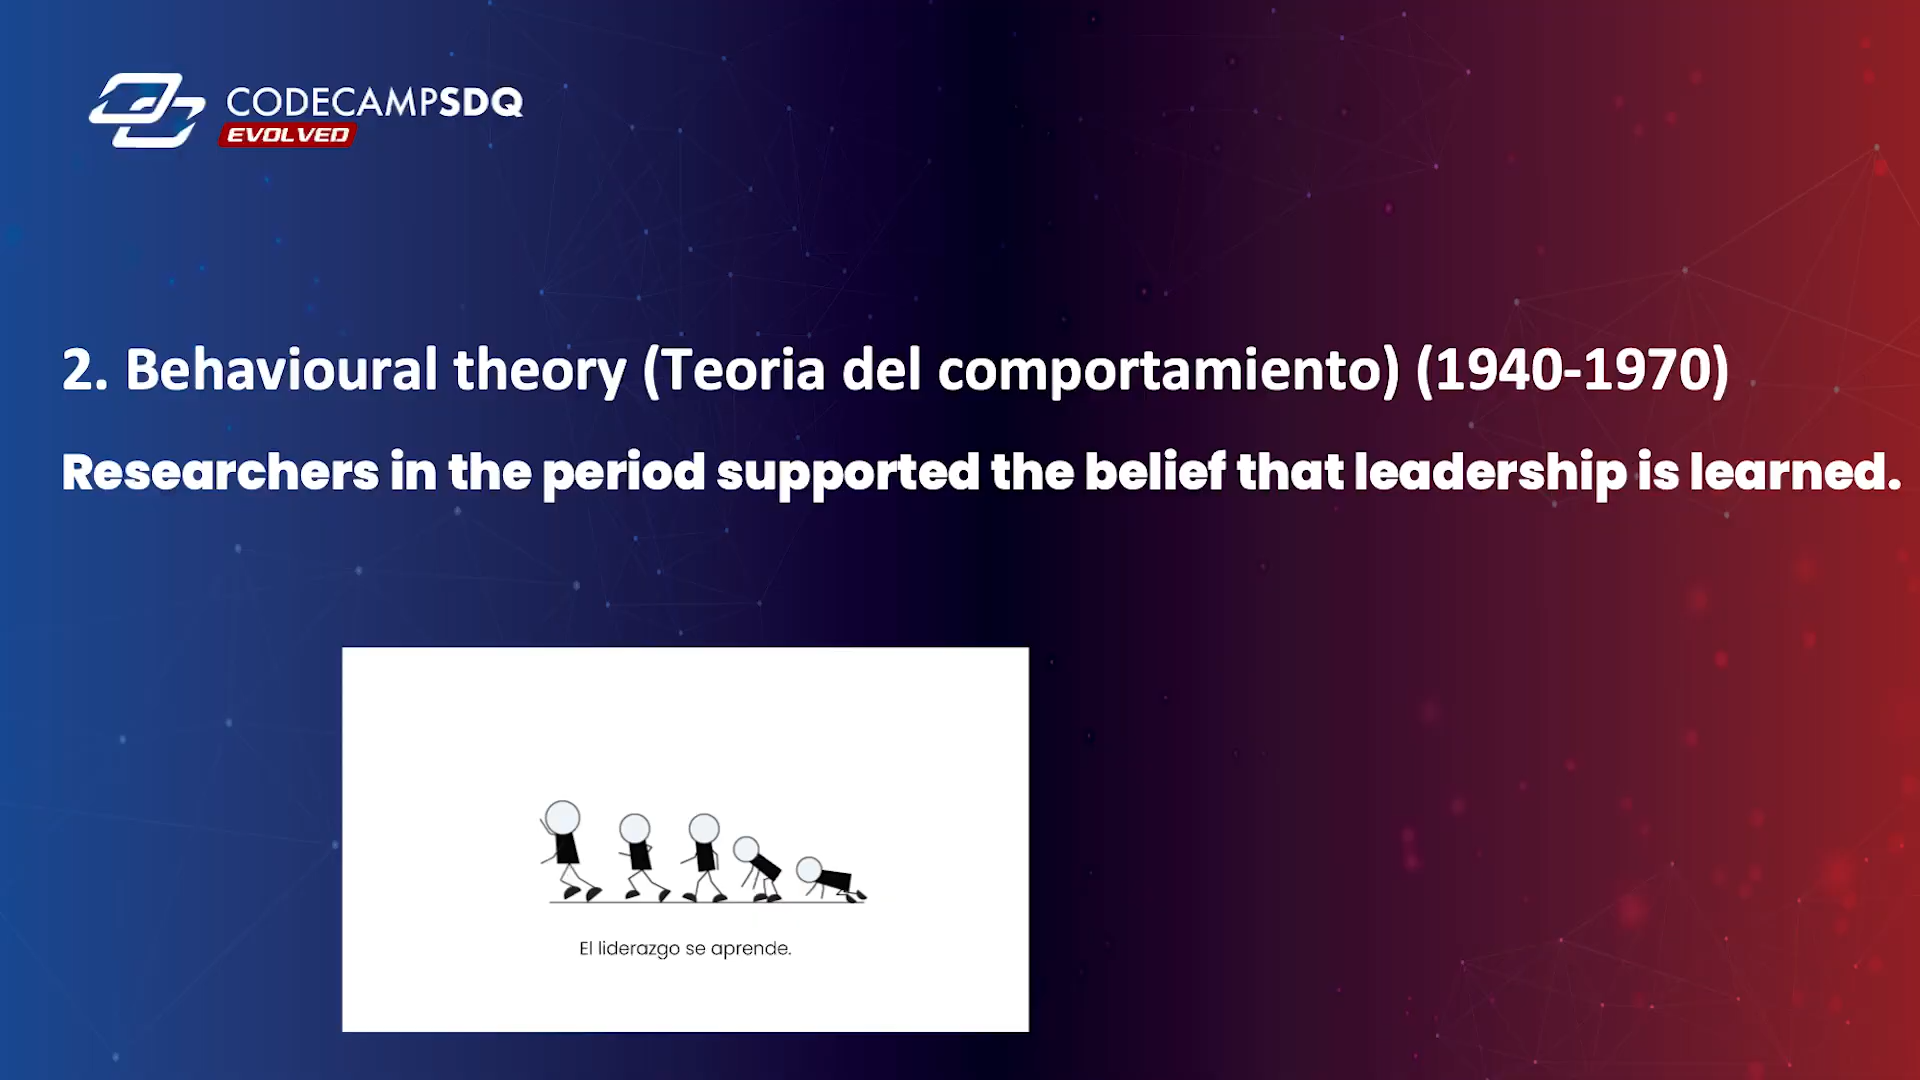 CODECAMPSDQ
EVOLVED
2. Behavioural theory (Teoria del comportamiento) (1940-1970)
Researchers in the period supported the belief that leadership is learned.
El liderazgo se aprende.